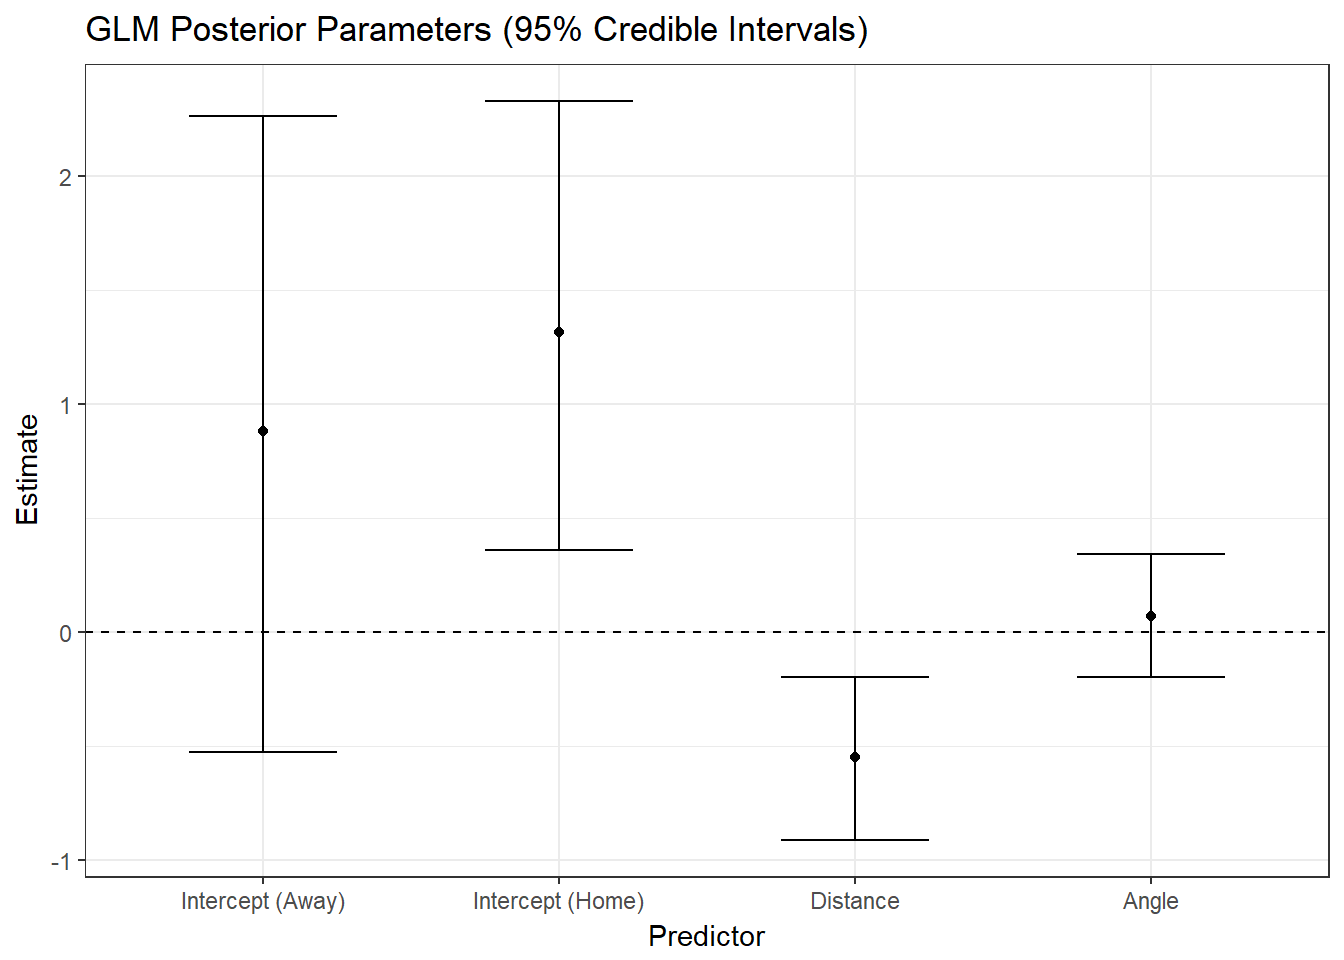 GLM Posterior Parameters (95% Credible Intervals)
Estimate
2
1
0
-1
Intercept (Away) Intercept (Home) Distance Angle
Predictor